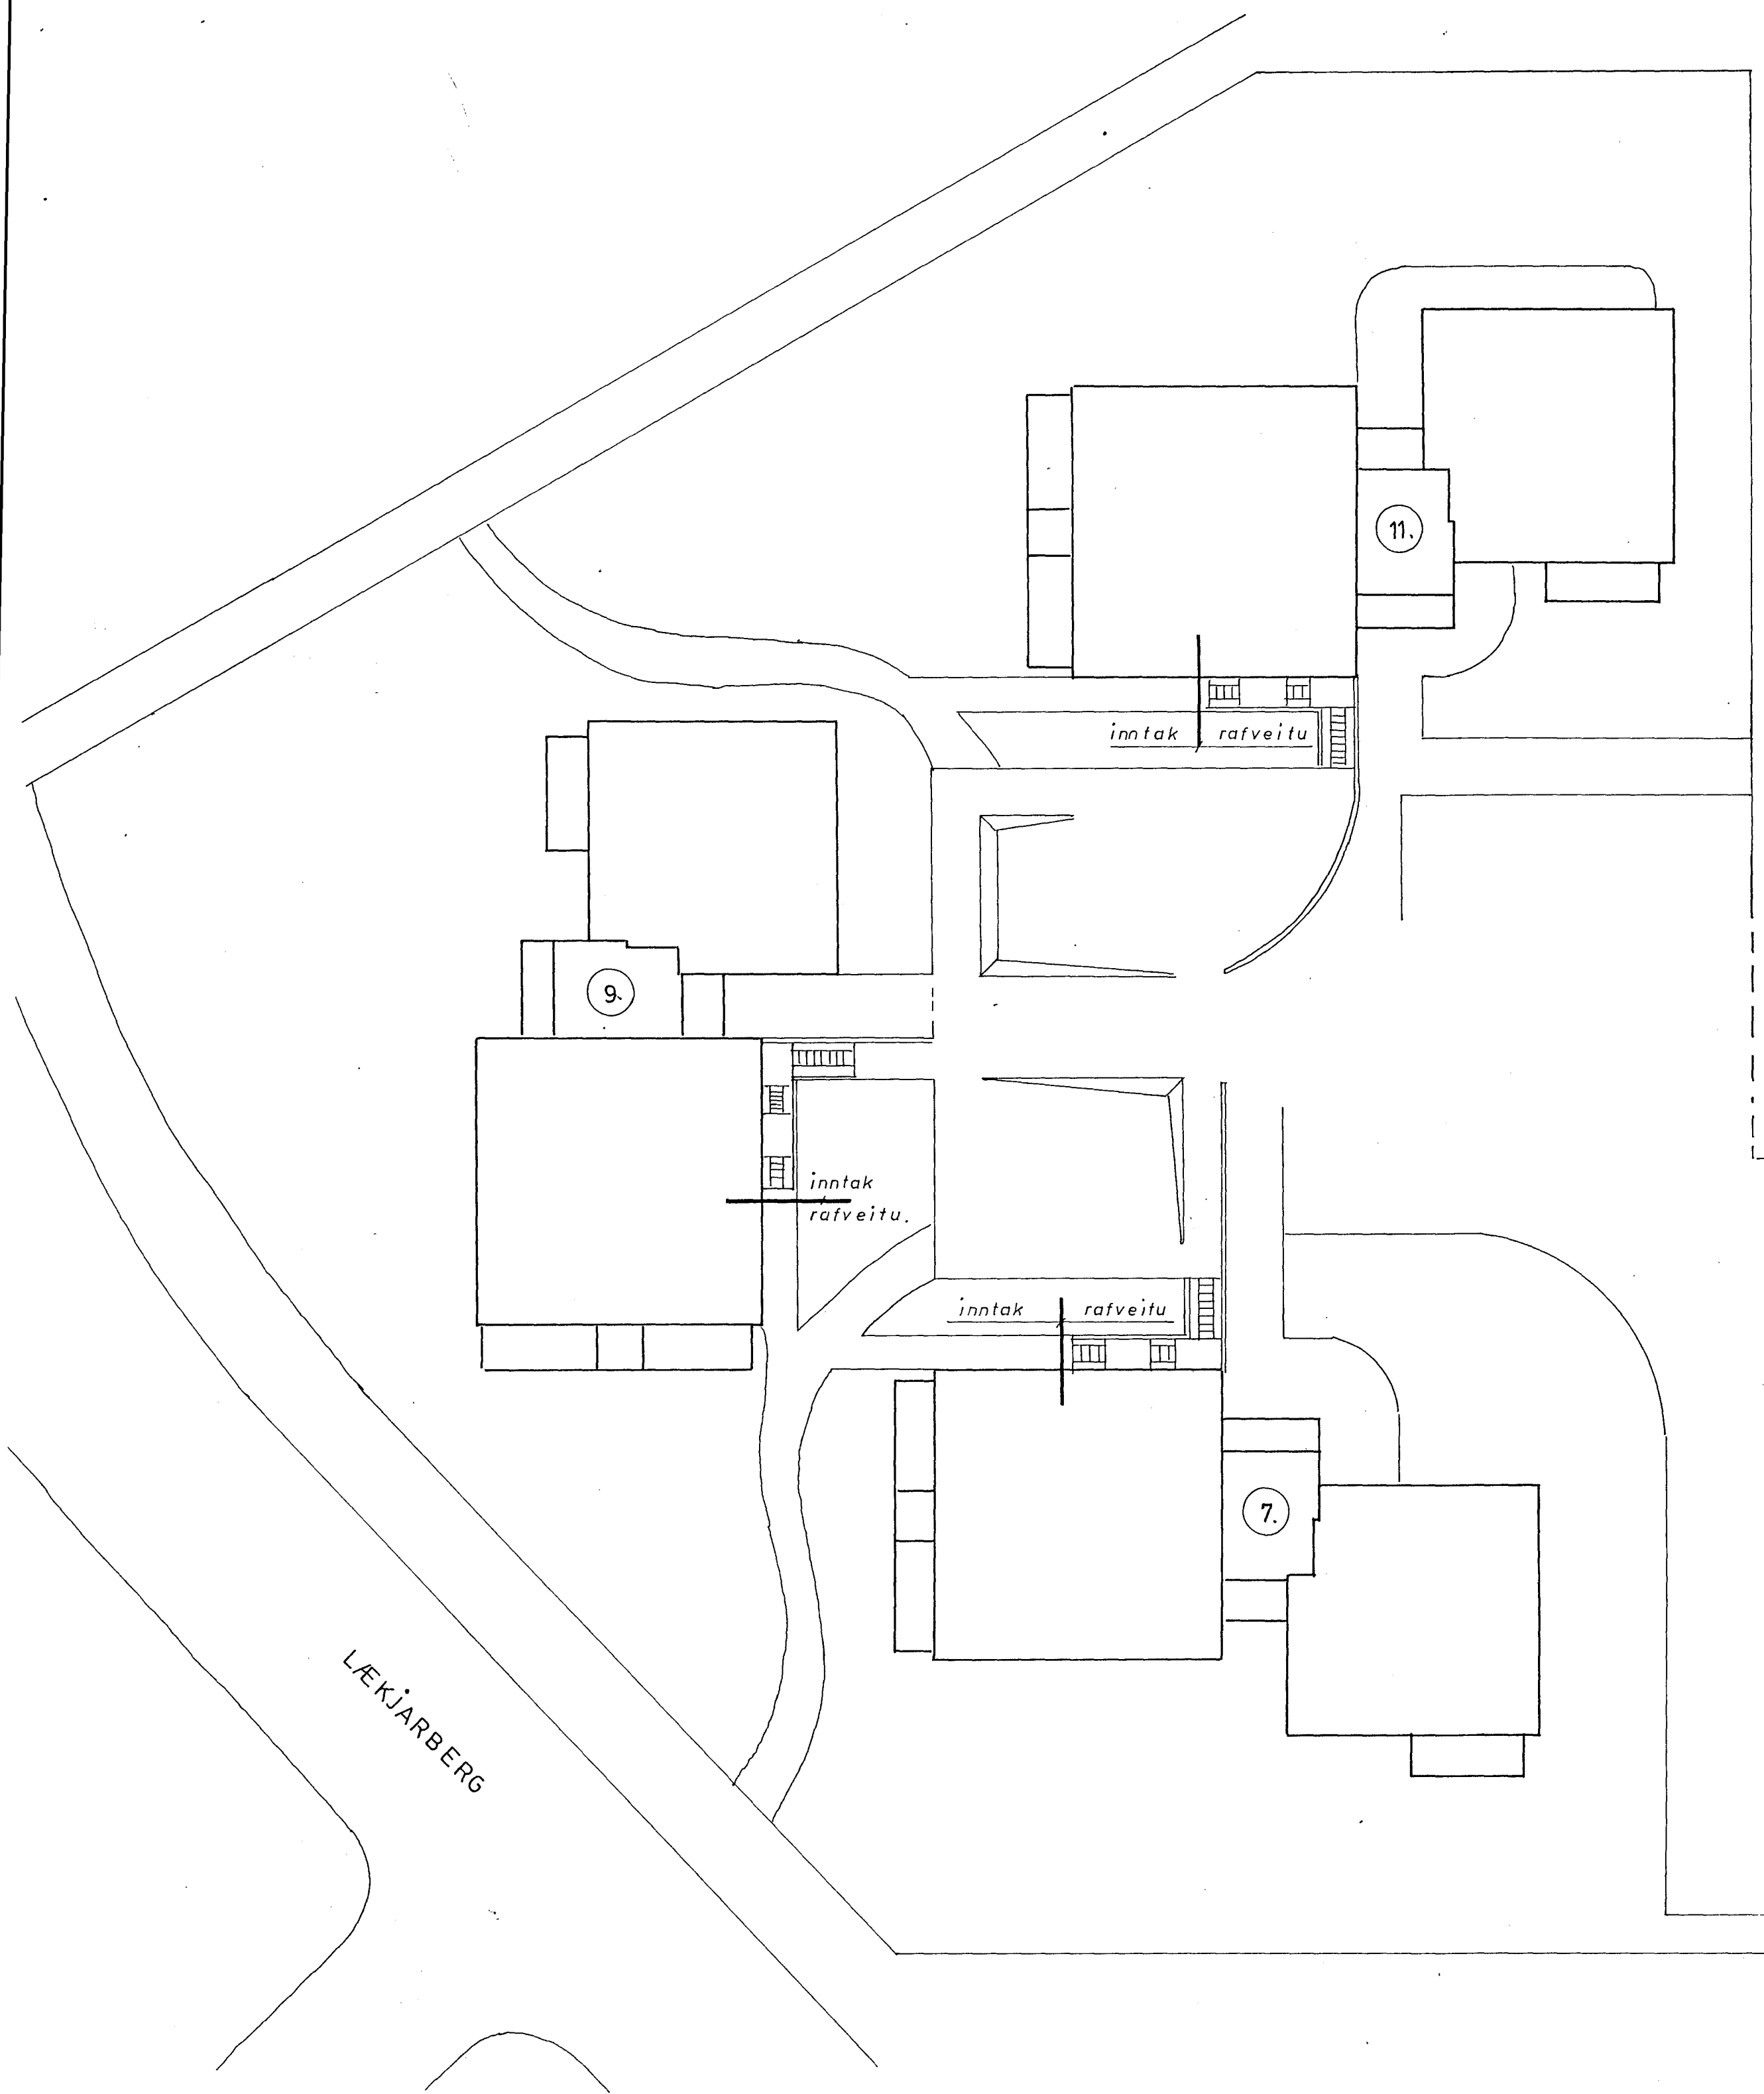 11.
inntak rafveitu
9.
inntak
rafveitu.
inntak rafveitu
7.
LÆKJARBERG